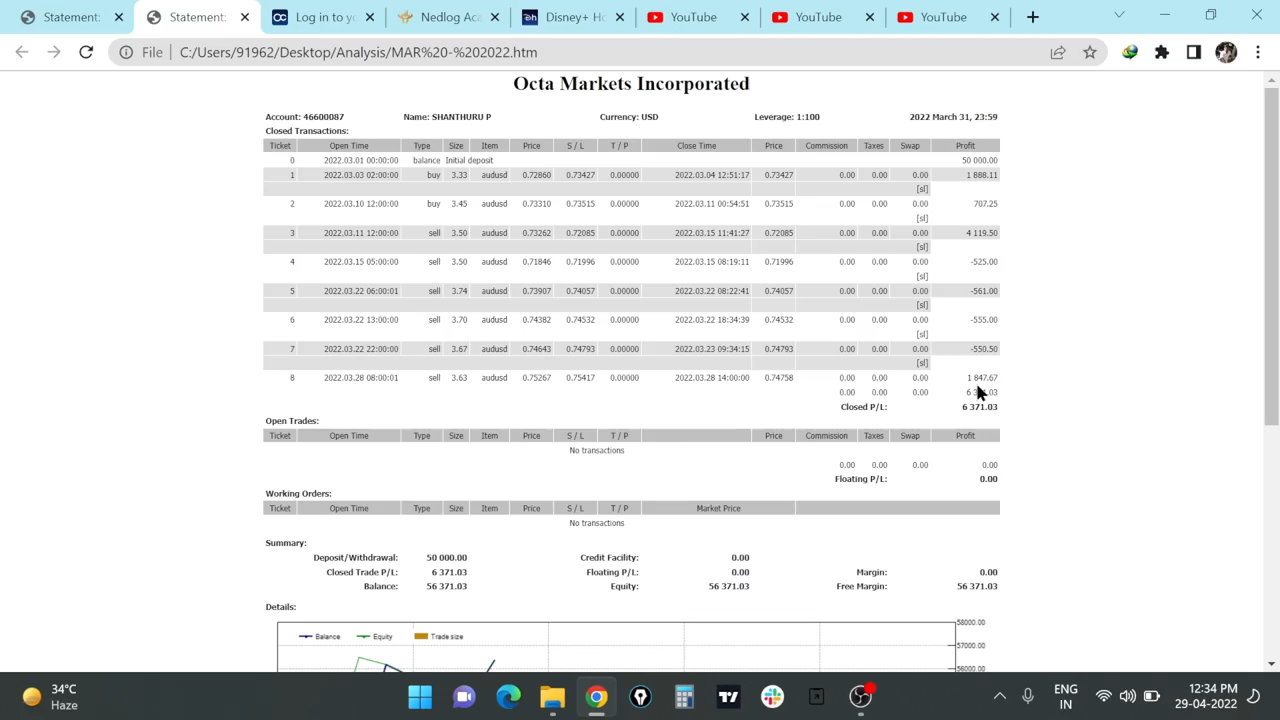 Statement:
Statement:
Log in to y
Nedlog Aca
Disney+ Ho
YouTube
YouTube
YouTube
File C:/Users/91962/Desktop/Analysis/MAR%20-%202022.htm
Octa Markets Incorporated
Account: 46600087 Name: SHANTHURU P Currency: USD Leverage: 1:100 2022 March 31, 23:59
Closed Transactions:
Ticket Open Time Type Size Item Price S / L T / P Close Time Price Commission Taxes Swap Profit
0 2022.03.01 00:00:00 balance Initial deposit 50 000.00
1 2022.03.03 02:00:00 buy 3.33 audusd 0.72860 0.73427 0.00000 2022.03.04 12:51:17 0.73427 0.00 0.00 0.00 1 888.11
[sl]
2 2022.03.10 12:00:00 buy 3.45 audusd 0.73310 0.73515 0.00000 2022.03.11 00:54:51 0.73515 0.00 0.00 0.00 707.25
[sl]
3 2022.03.11 12:00:00 sell 3.50 audusd 0.73262 0.72085 0.00000 2022.03.15 11:41:27 0.72085 0.00 0.00 0.00 4 119.50
[sl]
4 2022.03.15 05:00:00 sell 3.50 audusd 0.71846 0.71996 0.00000 2022.03.15 08:19:11 0.71996 0.00 0.00 0.00 -525.00
[sl]
5 2022.03.22 06:00:01 sell 3.74 audusd 0.73907 0.74057 0.00000 2022.03.22 08:22:41 0.74057 0.00 0.00 0.00 -561.00
[sl]
6 2022.03.22 13:00:00 sell 3.70 audusd 0.74382 0.74532 0.00000 2022.03.22 18:34:39 0.74532 0.00 0.00 0.00 -555.00
[sl]
7 2022.03.22 22:00:00 sell 3.67 audusd 0.74643 0.74793 0.00000 2022.03.23 09:34:15 0.74793 0.00 0.00 0.00 -550.50
[sl]
8 2022.03.28 08:00:01 sell 3.63 audusd 0.75267 0.75417 0.00000 2022.03.28 14:00:00 0.74758 0.00 0.00 0.00 1 847.67
0.00 0.00 0.00
Closed P/L: 6 371.03
Open Trades:
Ticket Open Time Type Size Item Price S / L T / P Price Commission Taxes Swap Profit
No transactions
0.00 0.00 0.00 0.00
Floating P/L: 0.00
Working Orders:
Ticket Open Time Type Size Item Price S / L T / P Market Price
No transactions
Summary:
Deposit/Withdrawal: 50 000.00 Credit Facility: 0.00
Closed Trade P/L: 6 371.03 Floating P/L: 0.00 Margin: 0.00
Balance: 56 371.03 Equity: 56 371.03 Free Margin: 56 371.03
Details:
Balance Equity Trade size
58000.00
57000.00
56000.00
34°C
Haze
ENG
IN
12:34 PM
29-04-2022